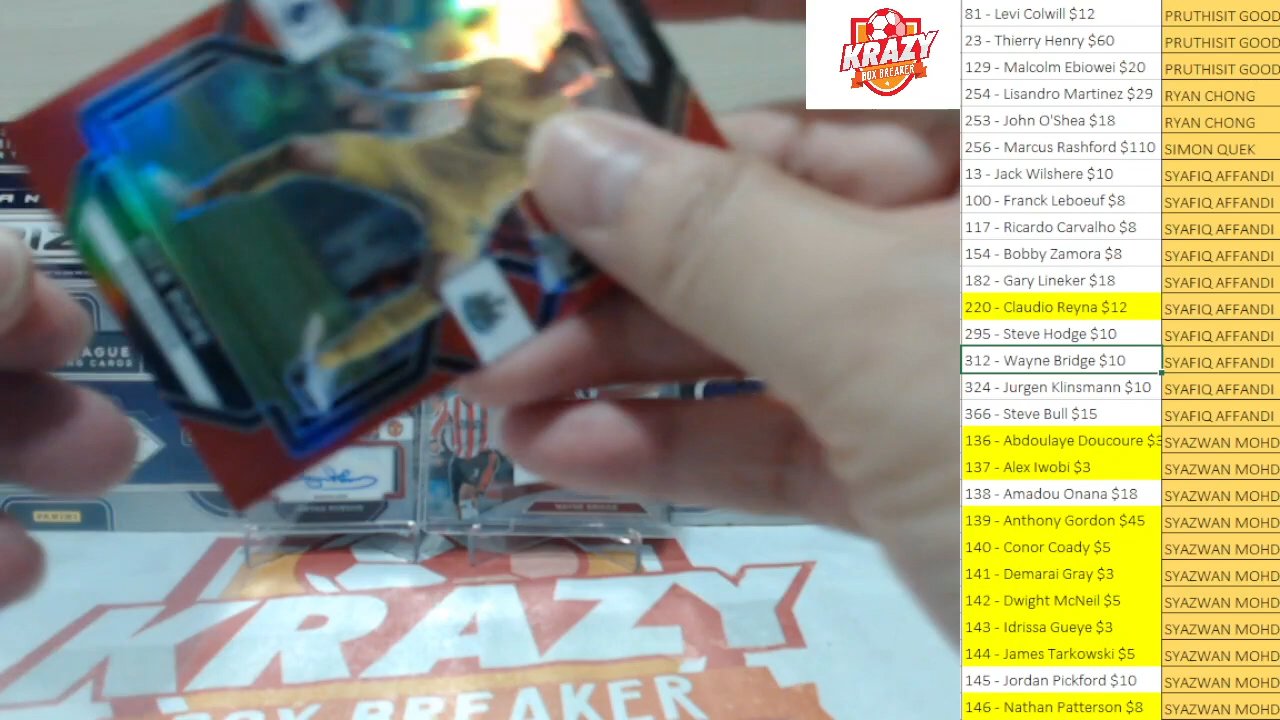 KRAZY
BOX BREAKER
81 - Levi Colwill $12 PRUTHISIT GOOD
23 - Thierry Henry $60 PRUTHISIT GOOD
129 - Malcolm Ebiowei $20 PRUTHISIT GOOD
254 - Lisandro Martinez $29 RYAN CHONG
253 - John O'Shea $18 RYAN CHONG
256 - Marcus Rashford $110 SIMON QUEK
13 - Jack Wilshere $10 SYAFIQ AFFANDI
100 - Franck Leboeuf $8 SYAFIQ AFFANDI
117 - Ricardo Carvalho $8 SYAFIQ AFFANDI
154 - Bobby Zamora $8 SYAFIQ AFFANDI
182 - Gary Lineker $18 SYAFIQ AFFANDI
220 - Claudio Reyna $12 SYAFIQ AFFANDI
295 - Steve Hodge $10 SYAFIQ AFFANDI
312 - Wayne Bridge $10 SYAFIQ AFFANDI
324 - Jurgen Klinsmann $10 SYAFIQ AFFANDI
366 - Steve Bull $15 SYAFIQ AFFANDI
136 - Abdoulaye Doucoure $3 SYAZWAN MOHD
137 - Alex Iwobi $3 SYAZWAN MOHD
138 - Amadou Onana $18 SYAZWAN MOHD
139 - Anthony Gordon $45 SYAZWAN MOHD
140 - Conor Coady $5 SYAZWAN MOHD
141 - Demarai Gray $3 SYAZWAN MOHD
142 - Dwight McNeil $5 SYAZWAN MOHD
143 - Idrissa Gueye $3 SYAZWAN MOHD
144 - James Tarkowski $5 SYAZWAN MOHD
145 - Jordan Pickford $10 SYAZWAN MOHD
146 - Nathan Patterson $8 SYAZWAN MOHD
AGUE
NG CARDS
PANINI
WAYNE BRIDGE
KRAZY
BOX BREAKER